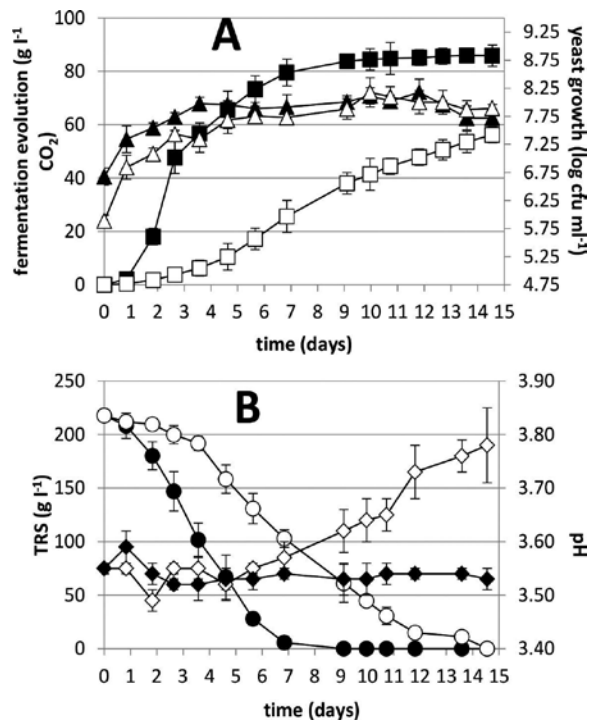 A
fermentation evolution (g l-1)
CO2
100
80
60
40
20
0
9.25
8.75
8.25
7.75
7.25
6.75
6.25
5.75
5.25
4.75
yeast growth (log cfu ml-1)
0 1 2 3 4 5 6 7 8 9 10 11 12 13 14 15
time (days)
B
TRS (g l-1)
250
200
150
100
50
0
3.90
3.80
3.70
3.60
3.50
3.40
pH
0 1 2 3 4 5 6 7 8 9 10 11 12 13 14 15
time (days)